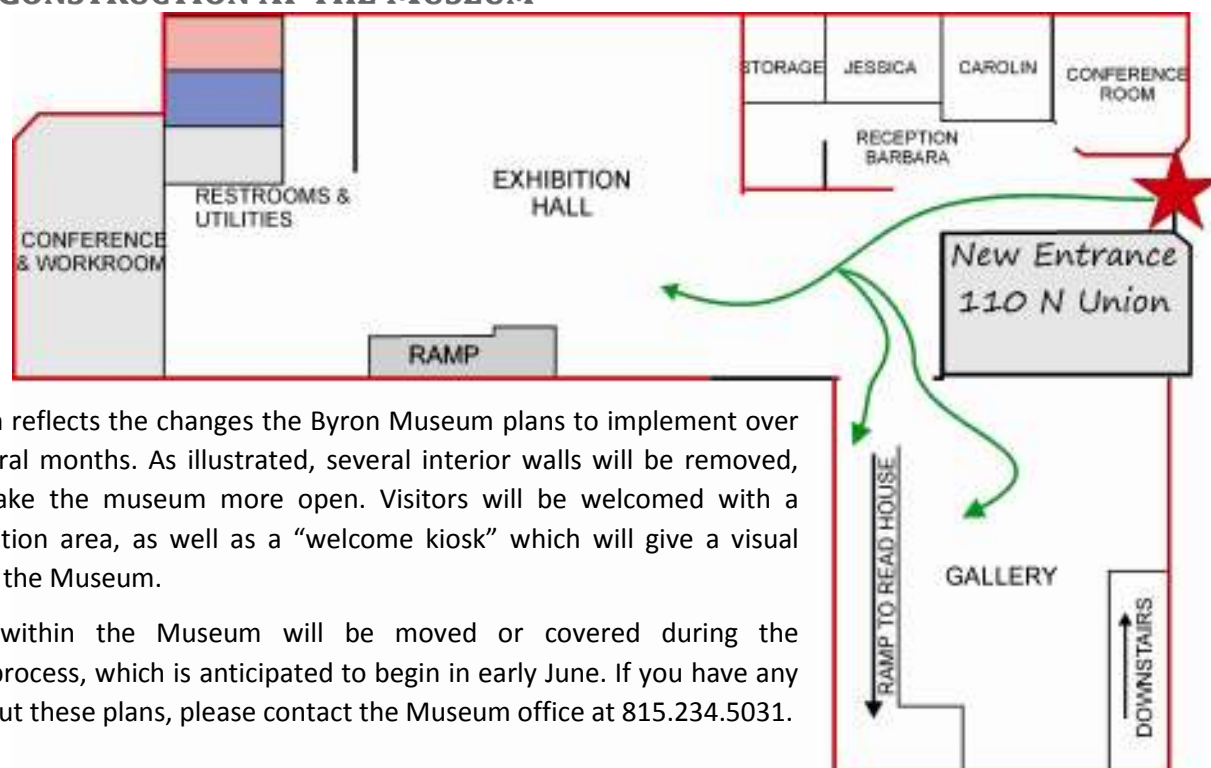 CONSTRUCTION AT THE MUSEUM
STORAGE
JESSICA
CAROLIN
CONFERENCE
ROOM
RECEPTION
BARBARA
EXHIBITION
HALL
RESTROOMS &
UTILITIES
CONFERENCE
& WORKROOM
New Entrance
110 N Union
RAMP
reflects the changes the Byron Museum plans to implement over
months. As illustrated, several interior walls will be removed,
the museum more open. Visitors will be welcomed with a
area, as well as a “welcome kiosk” which will give a visual
the Museum.
within the Museum will be moved or covered during the
process, which is anticipated to begin in early June. If you have any
these plans, please contact the Museum office at 815.234.5031.
RAMP TO READ HOUSE
GALLERY
DOWNSTAIRS